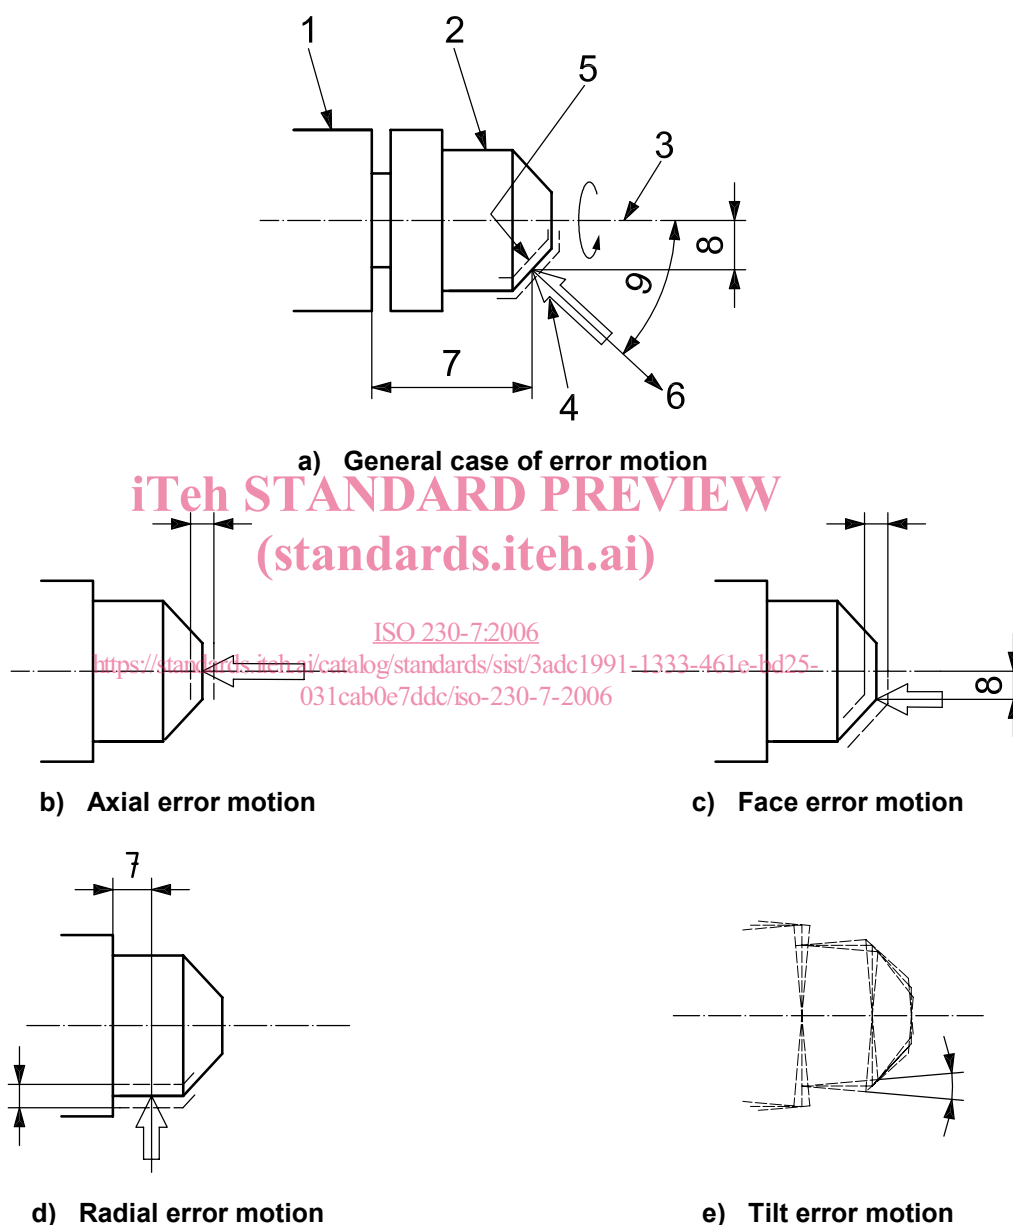 1
2
5
3
8
9
7
4
6
a) General case of error motion
iTeh STANDARD PREVIEW
(standards.iteh.ai)
ISO 230-7:2006
https://standards.iteh.ai/catalog/standards/sist/3adc1991-1333-461e-bd25-
031cab0e7ddc/iso-230-7-2006
8
b) Axial error motion
c) Face error motion
7
d) Radial error motion
e) Tilt error motion